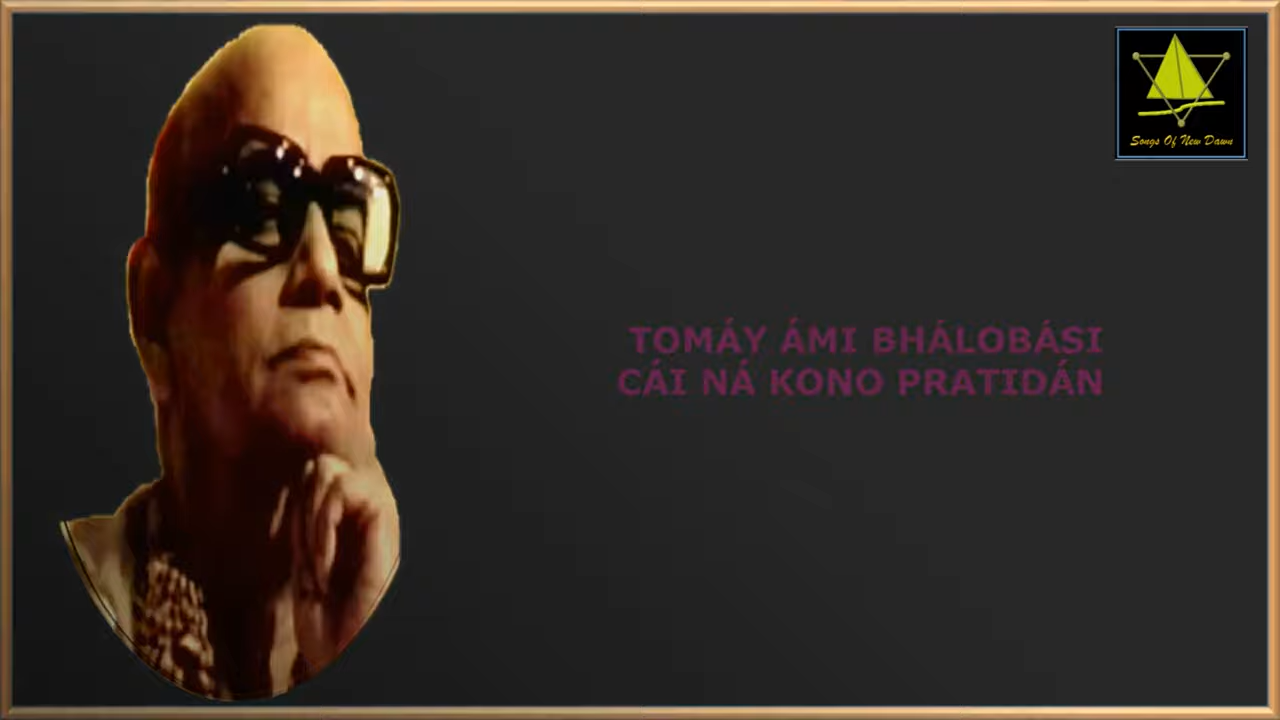 Songs Of New Dawn
TOMÁY ÁMI BHÁLOBÁSI
CÁI NÁ KONO PRATIDÁN